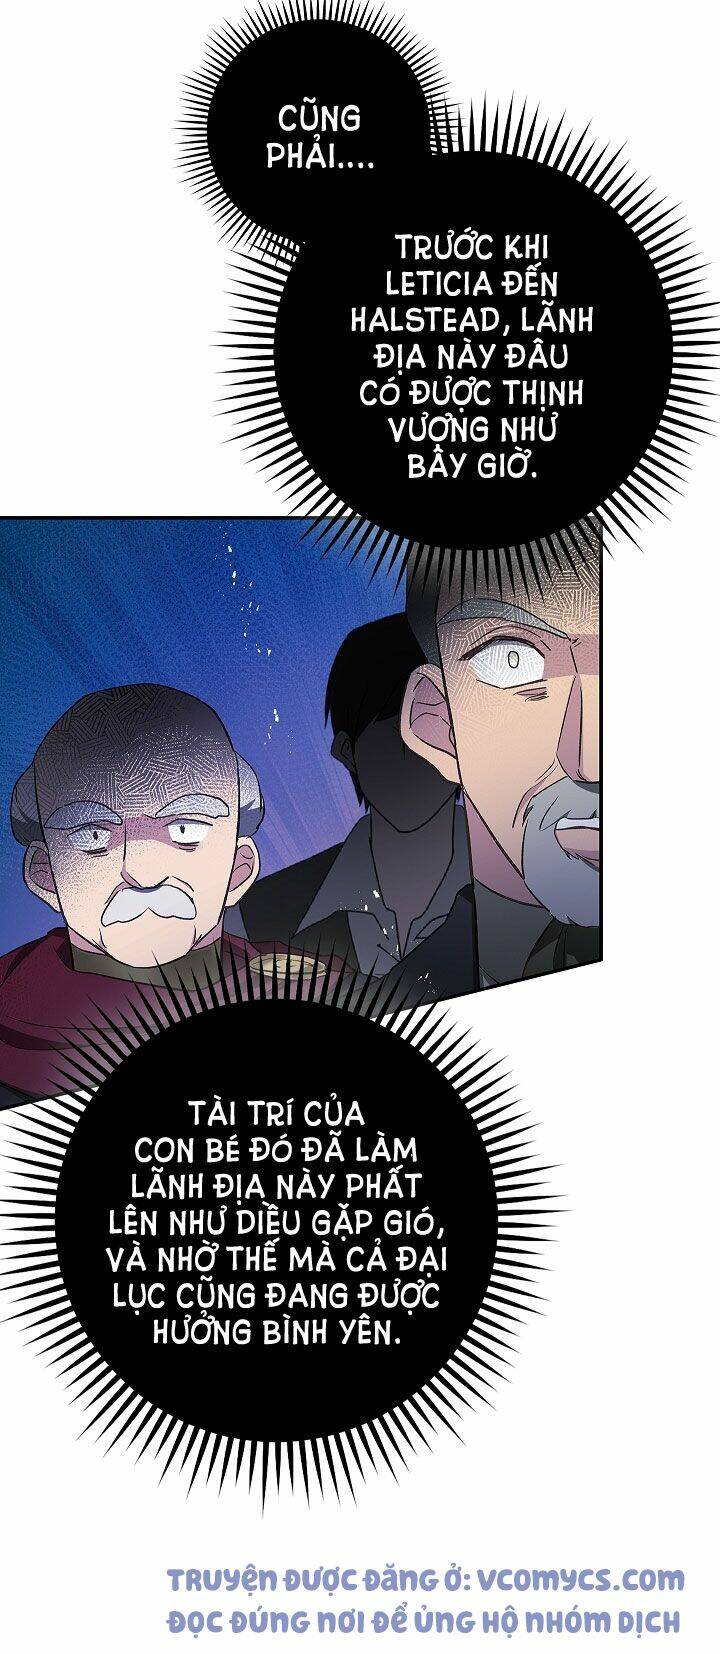 CŨNG
PHẢI....
TRƯỚC KHI
LETICIA ĐẾN
HALSTEAD, LÃNH
ĐỊA NÀY ĐÂU
CÓ ĐƯỢC THỊNH
VƯỢNG NHƯ
BÂY GIỜ.
TÀI TRÍ CỦA
CON BÉ ĐÓ ĐÃ LÀM
LÃNH ĐỊA NÀY PHẤT
LÊN NHƯ DIỀU GẶP GIÓ,
VÀ NHỜ THẾ MÀ CẢ ĐẠI
LỤC CŨNG ĐANG ĐƯỢC
HƯỞNG BÌNH YÊN.
TRUYỆN ĐƯỢC ĐĂNG Ở: VCOMYCS.COM
ĐỌC ĐÚNG NƠI ĐỂ ỦNG HỘ NHÓM DỊCH